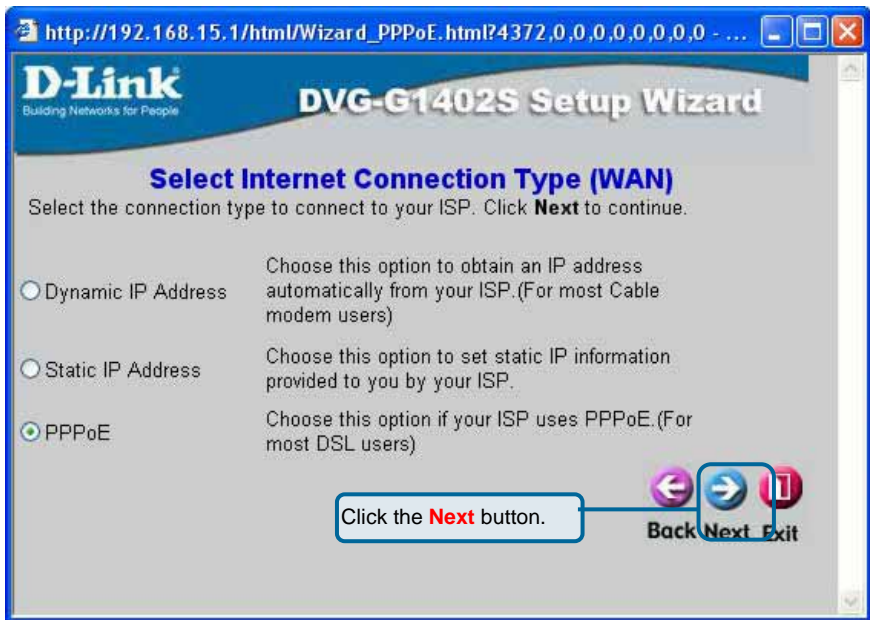 http://192.168.15.1/html/Wizard_PPPoE.html?4372,0,0,0,0,0,0,0,0 - ...
D-Link
Building Networks for People
DVG-G1402S Setup Wizard
Select Internet Connection Type (WAN)
Select the connection type to connect to your ISP. Click Next to continue.
Dynamic IP Address
Choose this option to obtain an IP address
automatically from your ISP.(For most Cable
modem users)
Static IP Address
Choose this option to set static IP information
provided to you by your ISP.
PPPoE
Choose this option if your ISP uses PPPoE.(For
most DSL users)
Click the Next button.
Back Next Exit